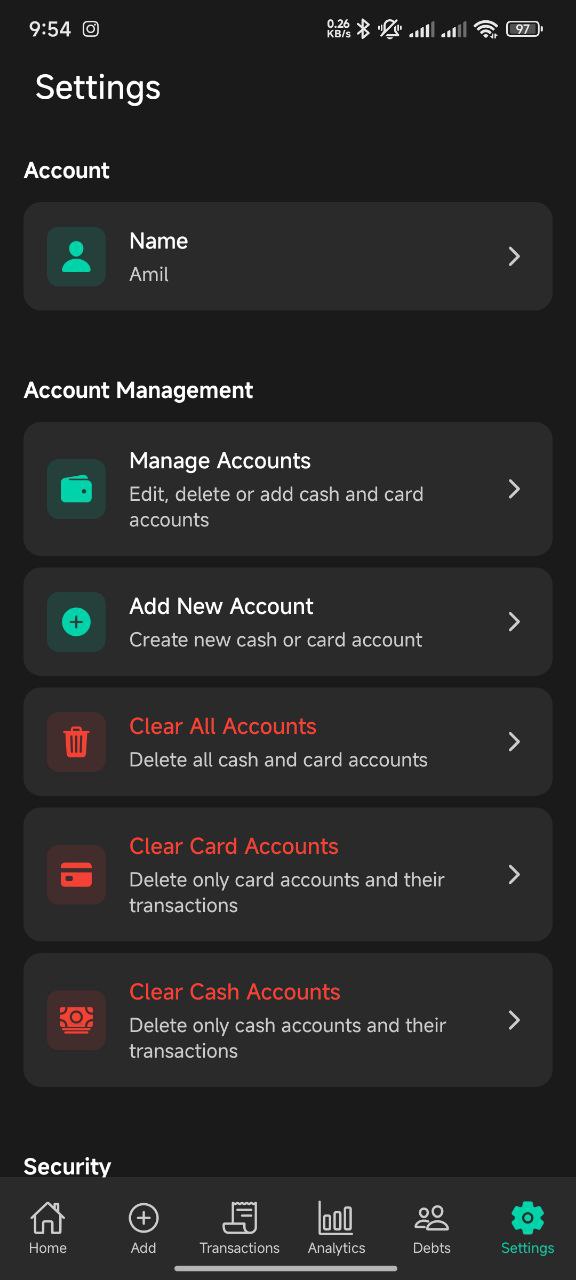 9:54
0.26
KB/s
97
Settings
Account
Name
Amil
Account Management
Manage Accounts
Edit, delete or add cash and card
accounts
Add New Account
Create new cash or card account
Clear All Accounts
Delete all cash and card accounts
Clear Card Accounts
Delete only card accounts and their
transactions
Clear Cash Accounts
Delete only cash accounts and their
transactions
Security
Home
Add
Transactions
Analytics
Debts
Settings